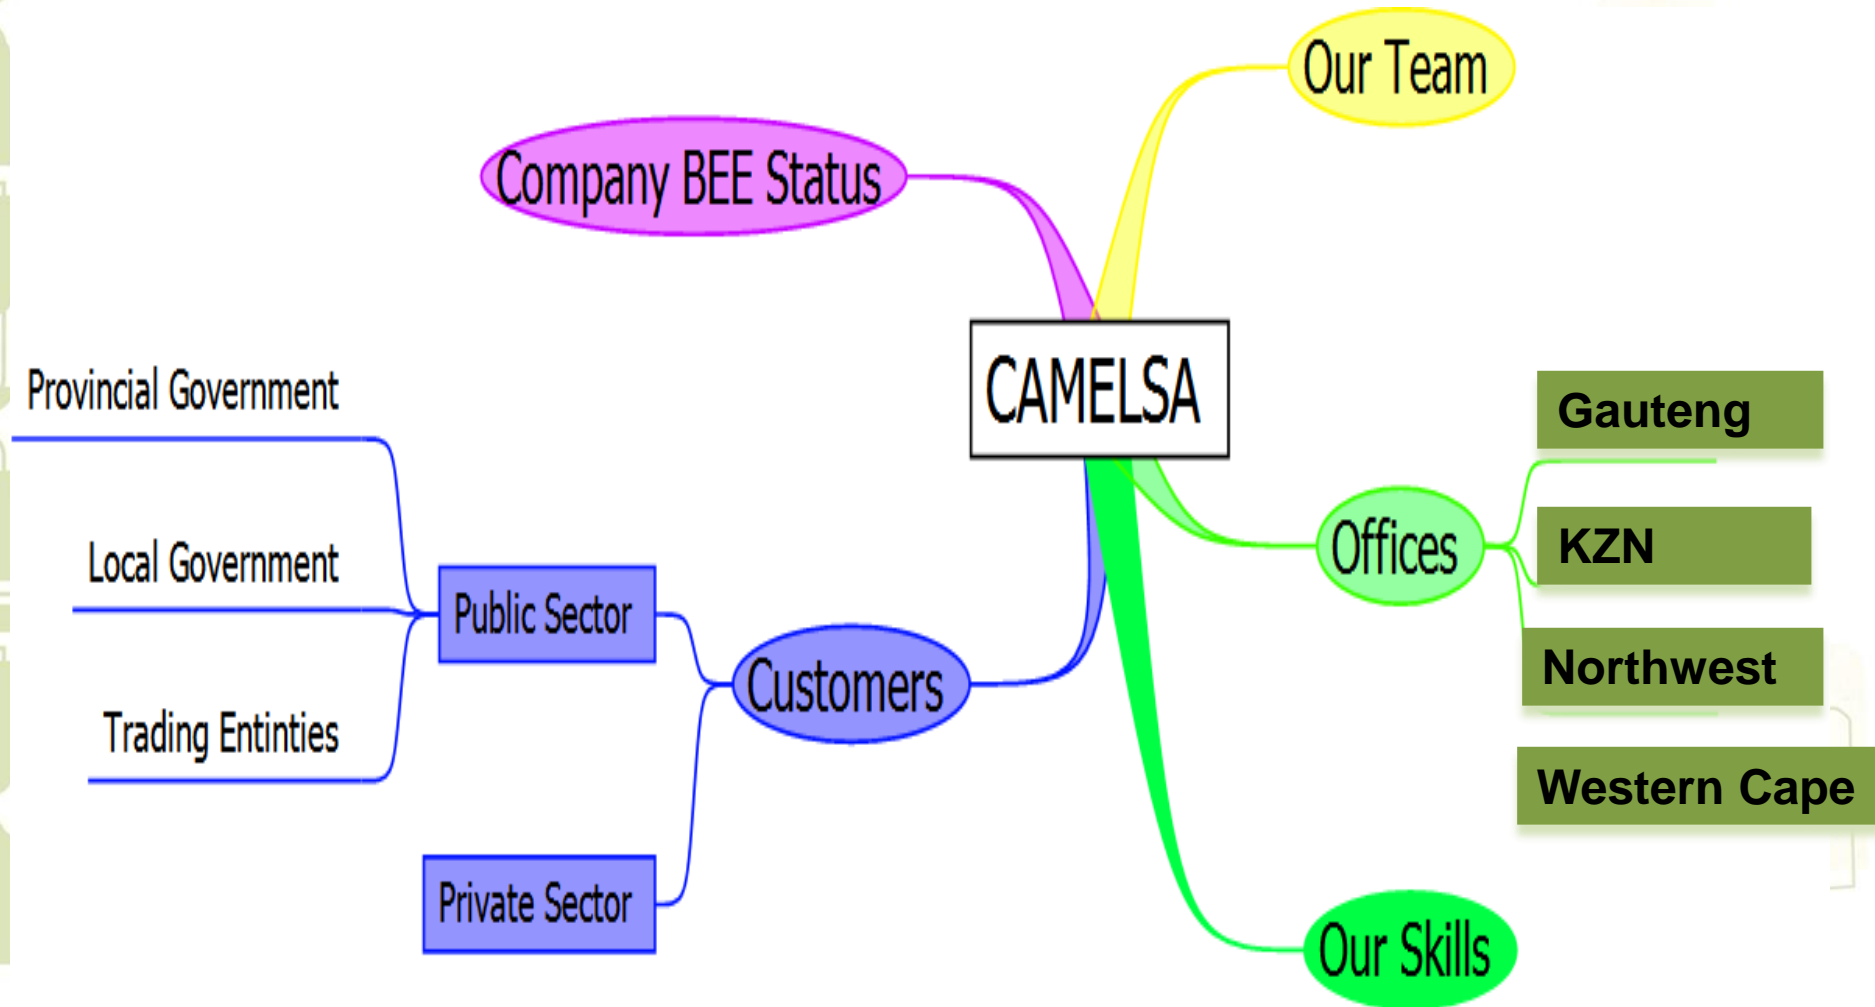 Our Team
Company BEE Status
CAMELSA
Provincial Government
Gauteng
Local Government
Offices
KZN
Public Sector
Customers
Northwest
Trading Entinties
Western Cape
Private Sector
Our Skills